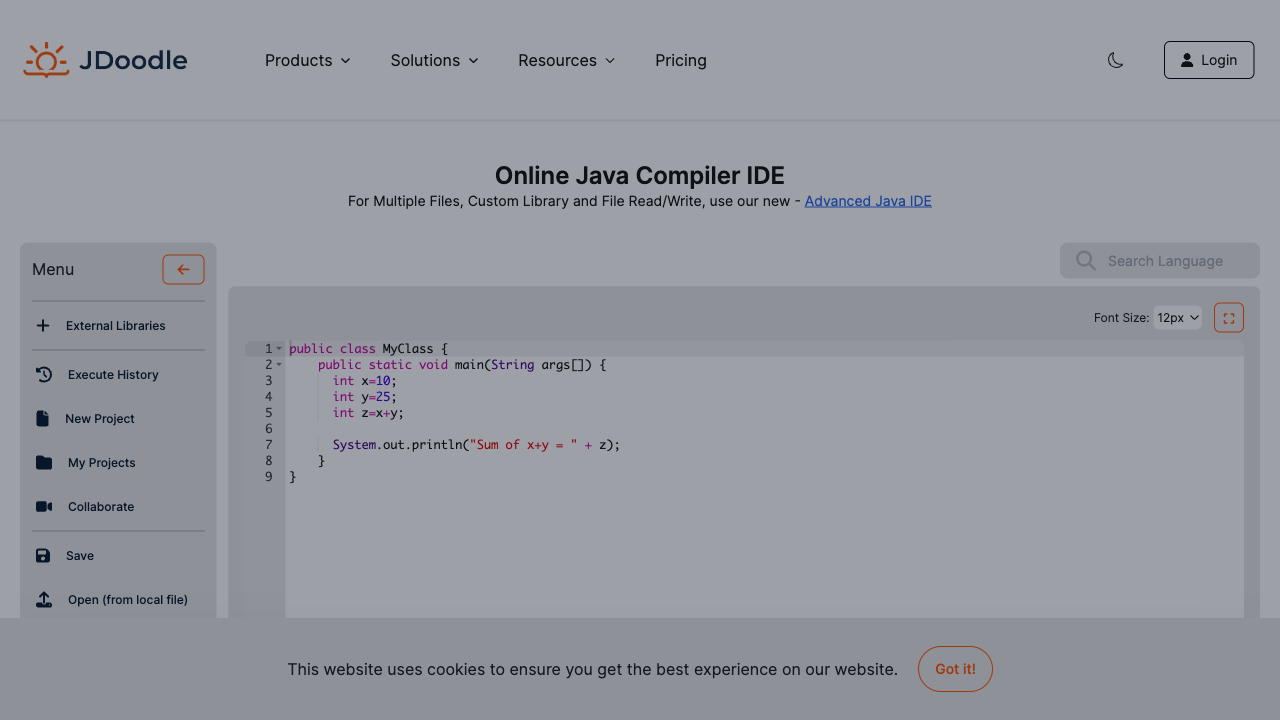 JDoodle
Products
Solutions
Resources
Pricing
Login
Online Java Compiler IDE
For Multiple Files, Custom Library and File Read/Write, use our new - Advanced Java IDE
Menu
External Libraries
Execute History
New Project
My Projects
Collaborate
Save
Open (from local file)
Search Language
Font Size: 12px
1 public class MyClass {
2 public static void main(String args[]) {
3 int x=10;
4 int y=25;
5 int z=x+y;
6
7 System.out.println("Sum of x+y = " + z);
8 }
9 }
This website uses cookies to ensure you get the best experience on our website.
Got it!